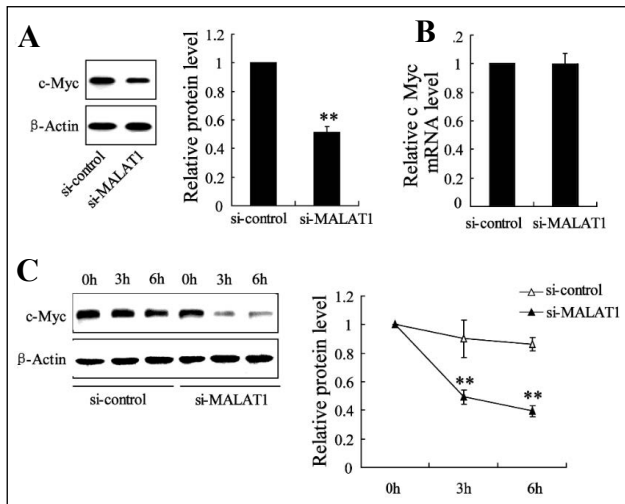 A
c-Myc
β-Actin
si-control
si-MALAT1
Relative protein level
1.2
1
0.8
0.6
0.4
0.2
0
**
si-control
si-MALAT1
B
Relative c Myc
mRNA level
1 .2
1
0.8
0.6
0.4
0.2
0
si-control
si-MALAT1
C
0h 3h 6h 0h 3h 6h
c-Myc
β-Actin
si-control
si-MALAT1
Relative protein level
1.2
1
0.8
0.6
0.4
0.2
0
si-control
si-MALAT1
**
**
0h 3h 6h